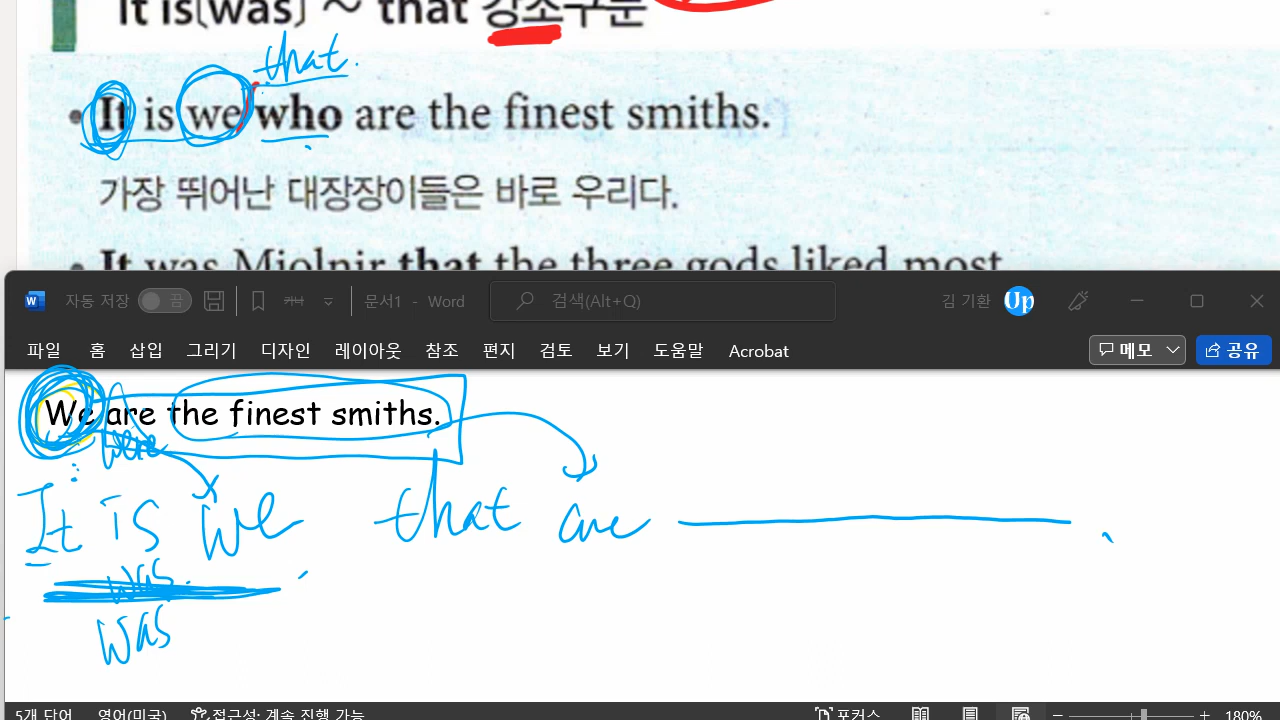 It is(was) ~ that 강조구문
that.
• It is we who are the finest smiths.
가장 뛰어난 대장장이들은 바로 우리다.
• It was Mjolnir that the three gods liked most.
자동 저장 끔 문서1 - Word 검색(Alt+Q) 김 기환 Up
파일 홈 삽입 그리기 디자인 레이아웃 참조 편지 검토 보기 도움말 Acrobat 메모 공유
We are the finest smiths.
were
It is we that are
was.
was
5개 단어 영어(미국) 접근성: 계속 진행 가능 포커스 180%